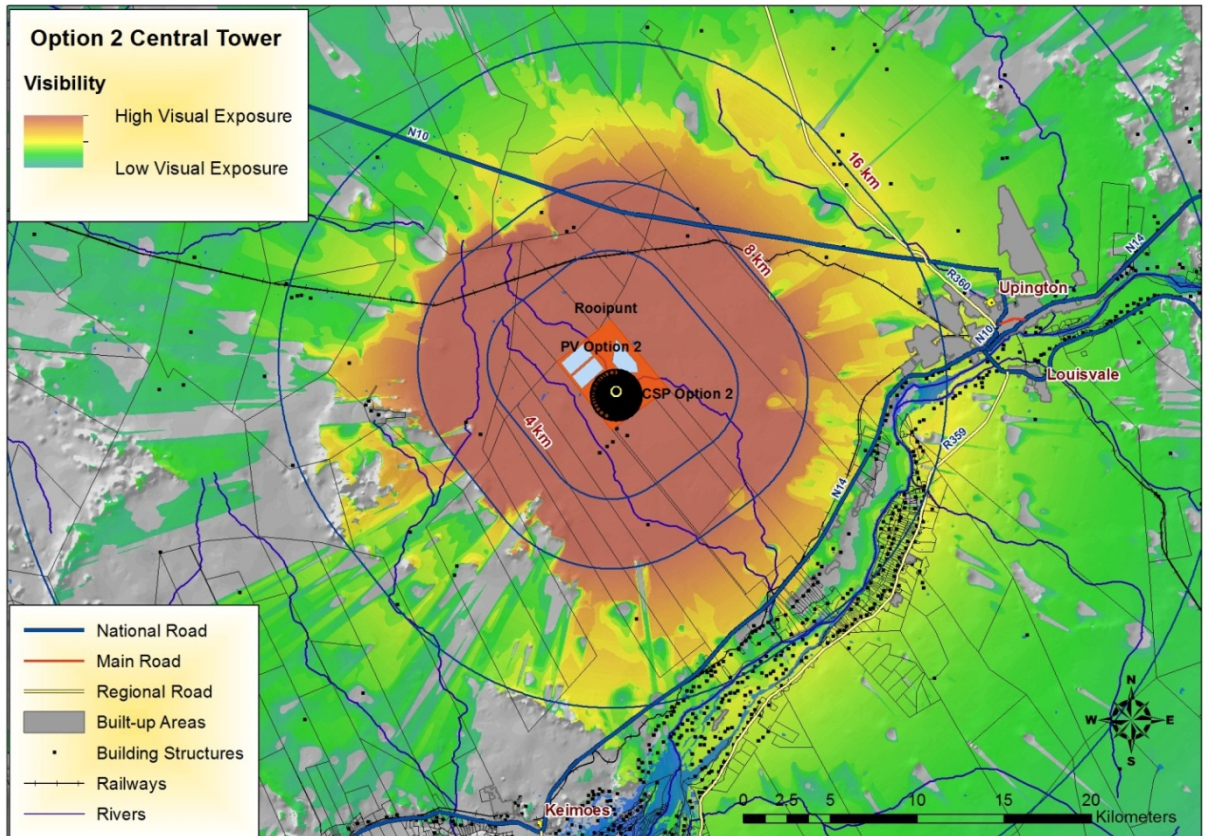 Option 2 Central Tower
Visibility
High Visual Exposure
Low Visual Exposure
N10
16 km
8 km
N14
R360
Upington
N10
Louisvale
Rooipunt
PV Option 2
CSP Option 2
4 km
R359
N14
National Road
Main Road
Regional Road
Built-up Areas
Building Structures
Railways
Rivers
Keimoes
N
W E
S
0 2.5 5 10 15 20
Kilometers